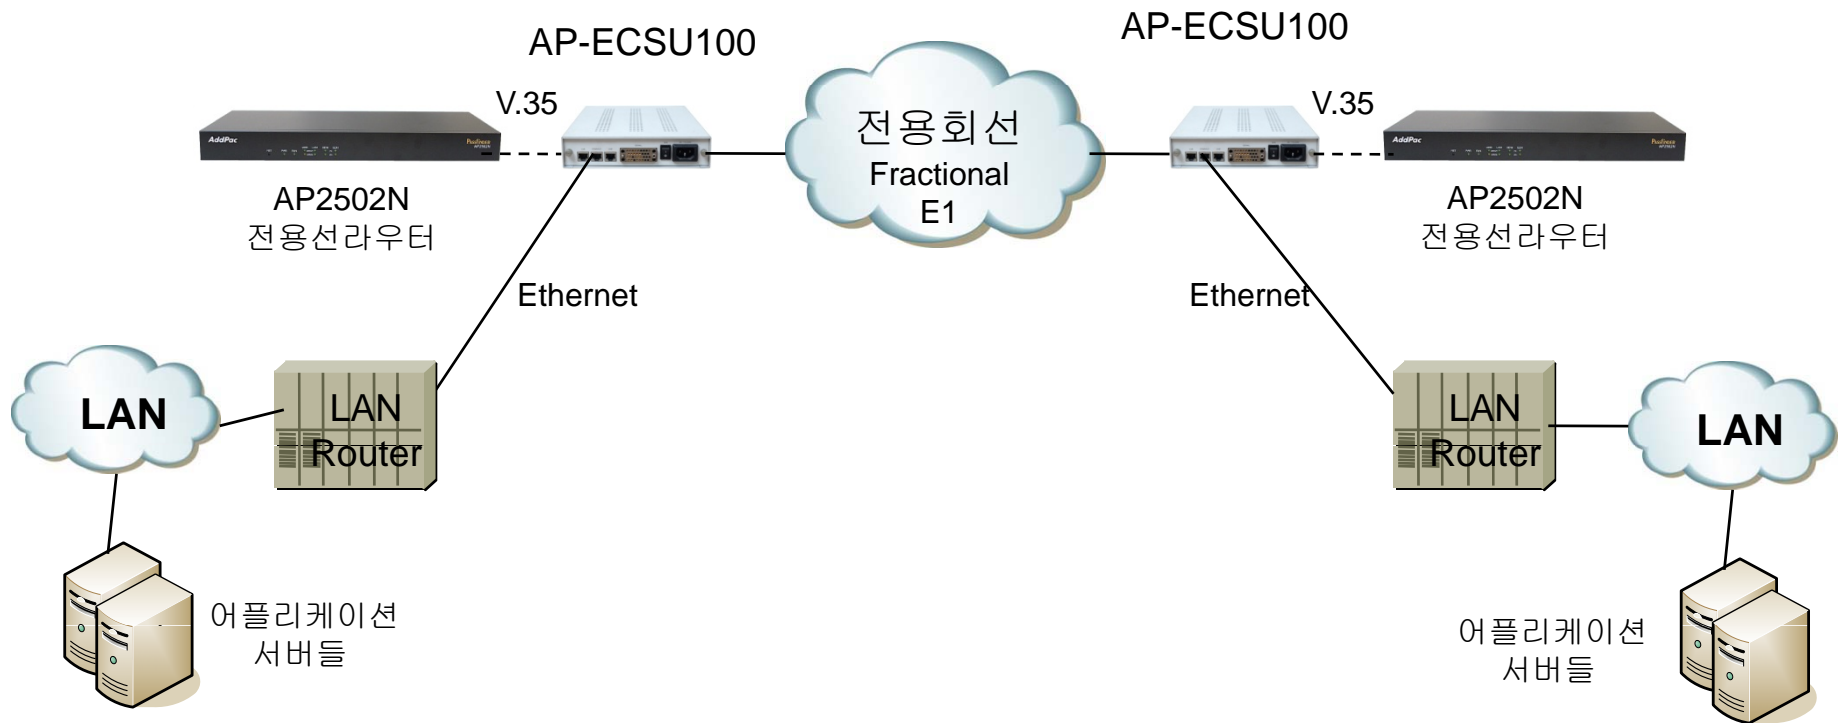 AP-ECSU100
AP-ECSU100
V.35
V.35
AddPac
AddPac
전용회선
Fractional
E1
AP2502N
전용선라우터
AP2502N
전용선라우터
Ethernet
Ethernet
LAN
LAN
Router
LAN
Router
LAN
어플리케이션
서버들
어플리케이션
서버들